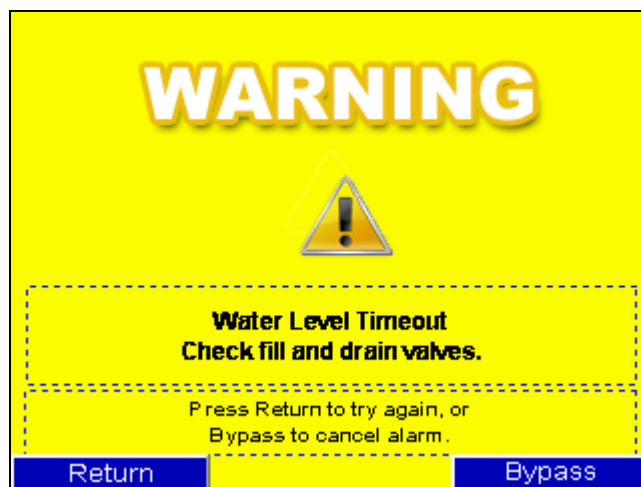 WARNING
Water Level Timeout
Check fill and drain valves.
Press Return to try again, or
Bypass to cancel alarm.
Return
Bypass